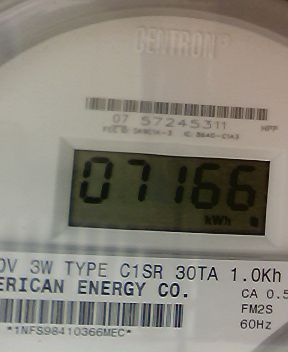 CENTRON®
07 57245311
HPP
07166
kWh
0V 3W TYPE C1SR 30TA 1.0Kh
ERICAN ENERGY CO.
CA 0.5
FM2S
*1NFS98410366MEC*
60Hz